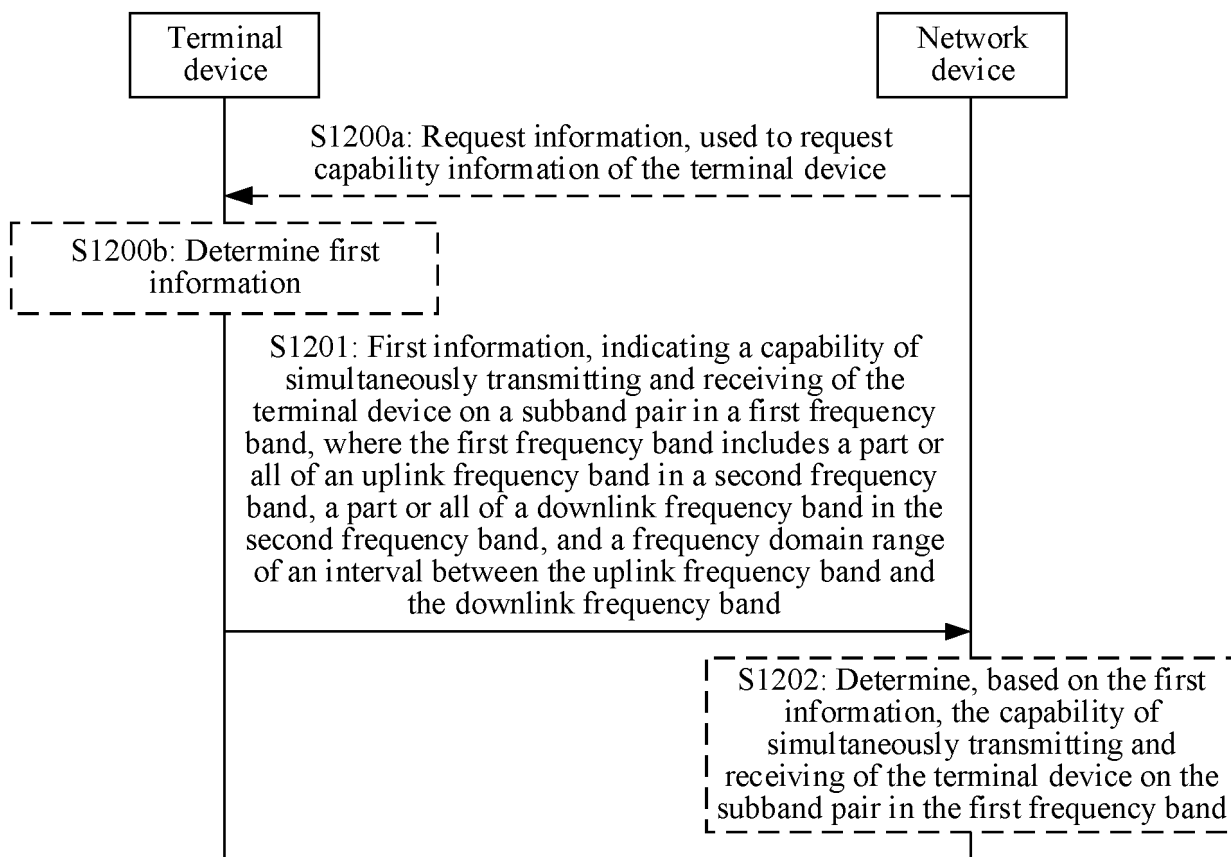 Terminal
device
Network
device
S1200a: Request information, used to request
capability information of the terminal device
S1200b: Determine first
information
S1201: First information, indicating a capability of
simultaneously transmitting and receiving of the
terminal device on a subband pair in a first frequency
band, where the first frequency band includes a part or
all of an uplink frequency band in a second frequency
band, a part or all of a downlink frequency band in the
second frequency band, and a frequency domain range
of an interval between the uplink frequency band and
the downlink frequency band
S1202: Determine, based on the first
information, the capability of
simultaneously transmitting and
receiving of the terminal device on the
subband pair in the first frequency band